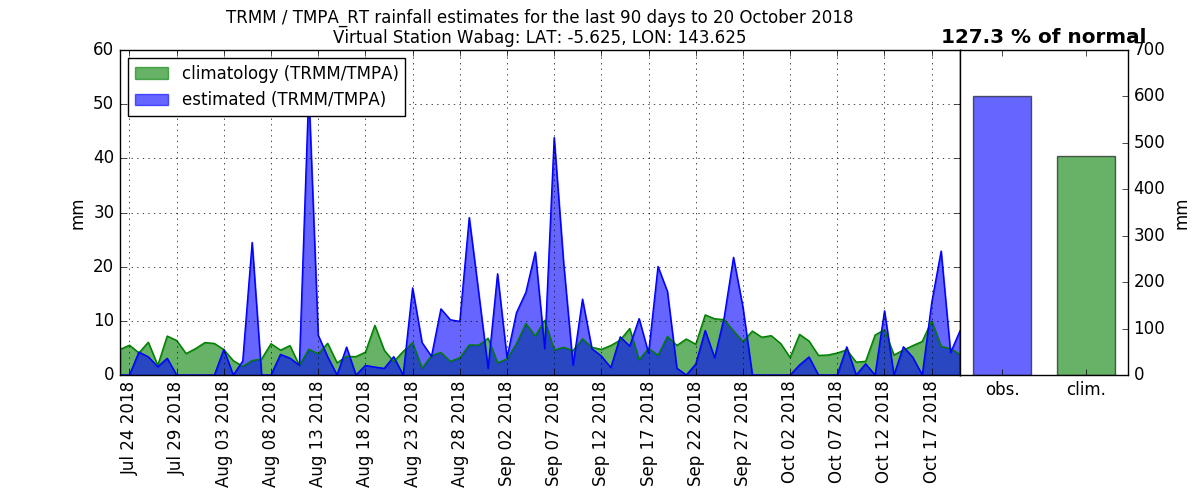 TRMM / TMPA_RT rainfall estimates for the last 90 days to 20 October 2018
Virtual Station Wabag: LAT: -5.625, LON: 143.625
127.3 % of normal
climatology (TRMM/TMPA)
estimated (TRMM/TMPA)
60
50
40
30
20
10
0
mm
700
600
500
400
300
200
100
0
mm
Jul 24 2018
Jul 29 2018
Aug 03 2018
Aug 08 2018
Aug 13 2018
Aug 18 2018
Aug 23 2018
Aug 28 2018
Sep 02 2018
Sep 07 2018
Sep 12 2018
Sep 17 2018
Sep 22 2018
Sep 27 2018
Oct 02 2018
Oct 07 2018
Oct 12 2018
Oct 17 2018
obs.
clim.